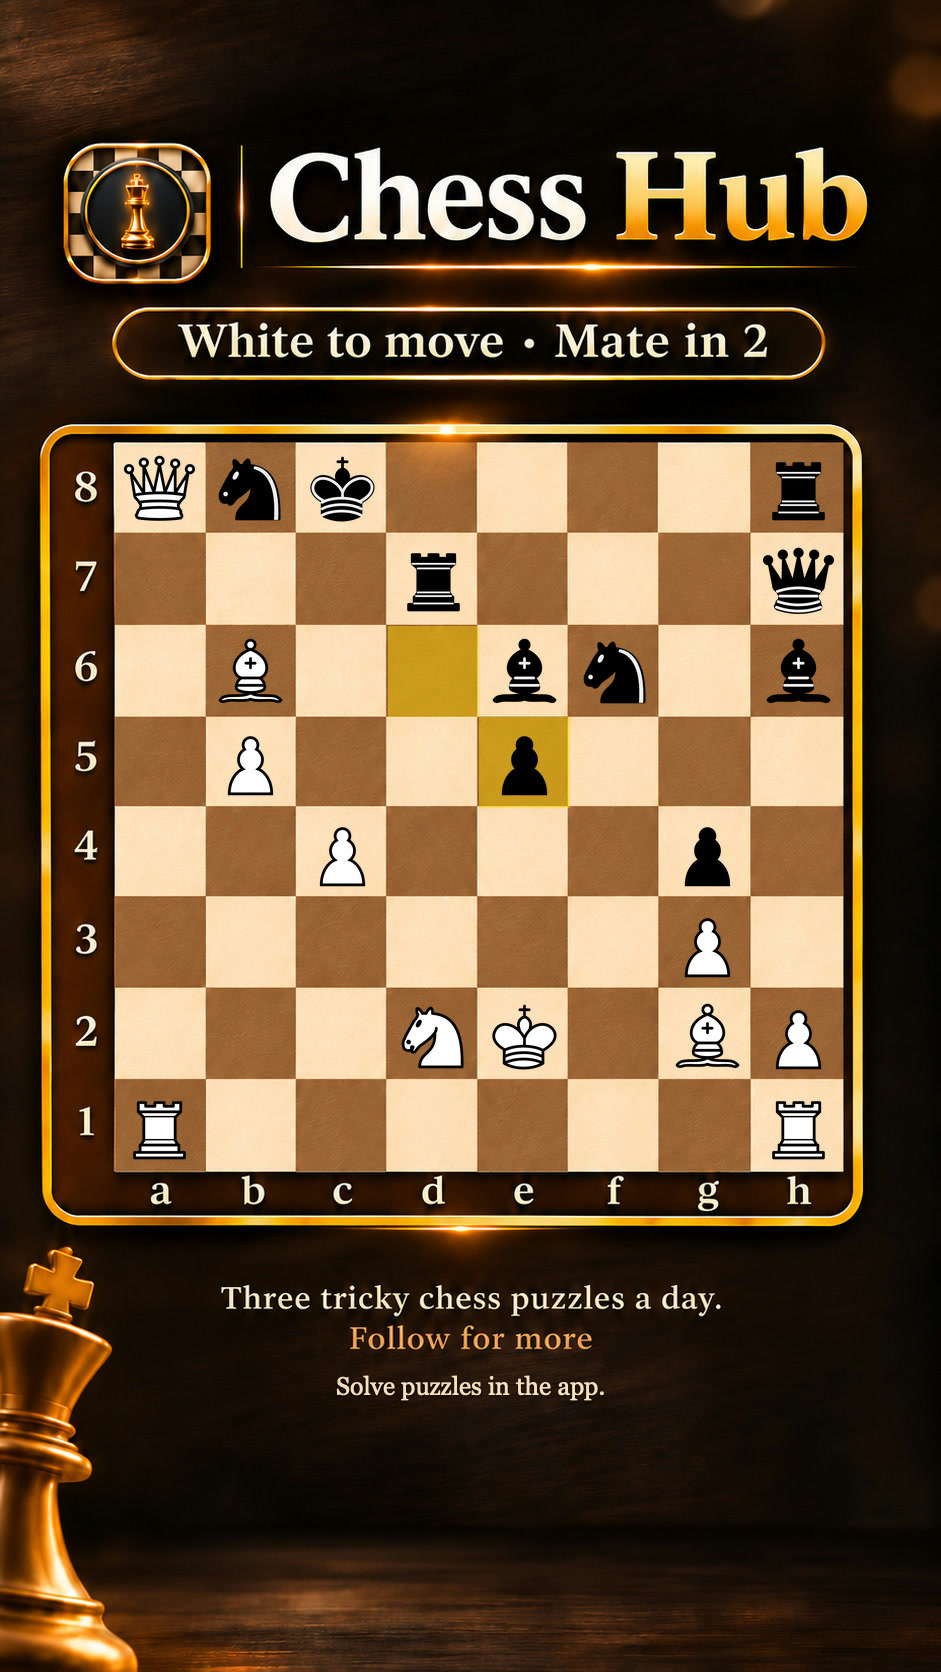 Chess Hub
White to move • Mate in 2
8
7
6
5
4
3
2
1
a b c d e f g h
Three tricky chess puzzles a day.
Follow for more
Solve puzzles in the app.